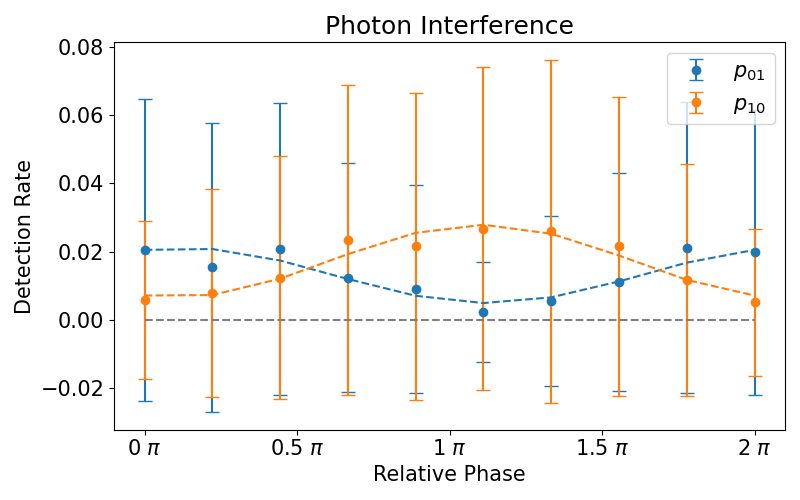 Photon Interference
0.08
0.06
0.04
0.02
0.00
−0.02
Detection Rate
p₀₁
p₁₀
0 π
0.5 π
1 π
1.5 π
2 π
Relative Phase